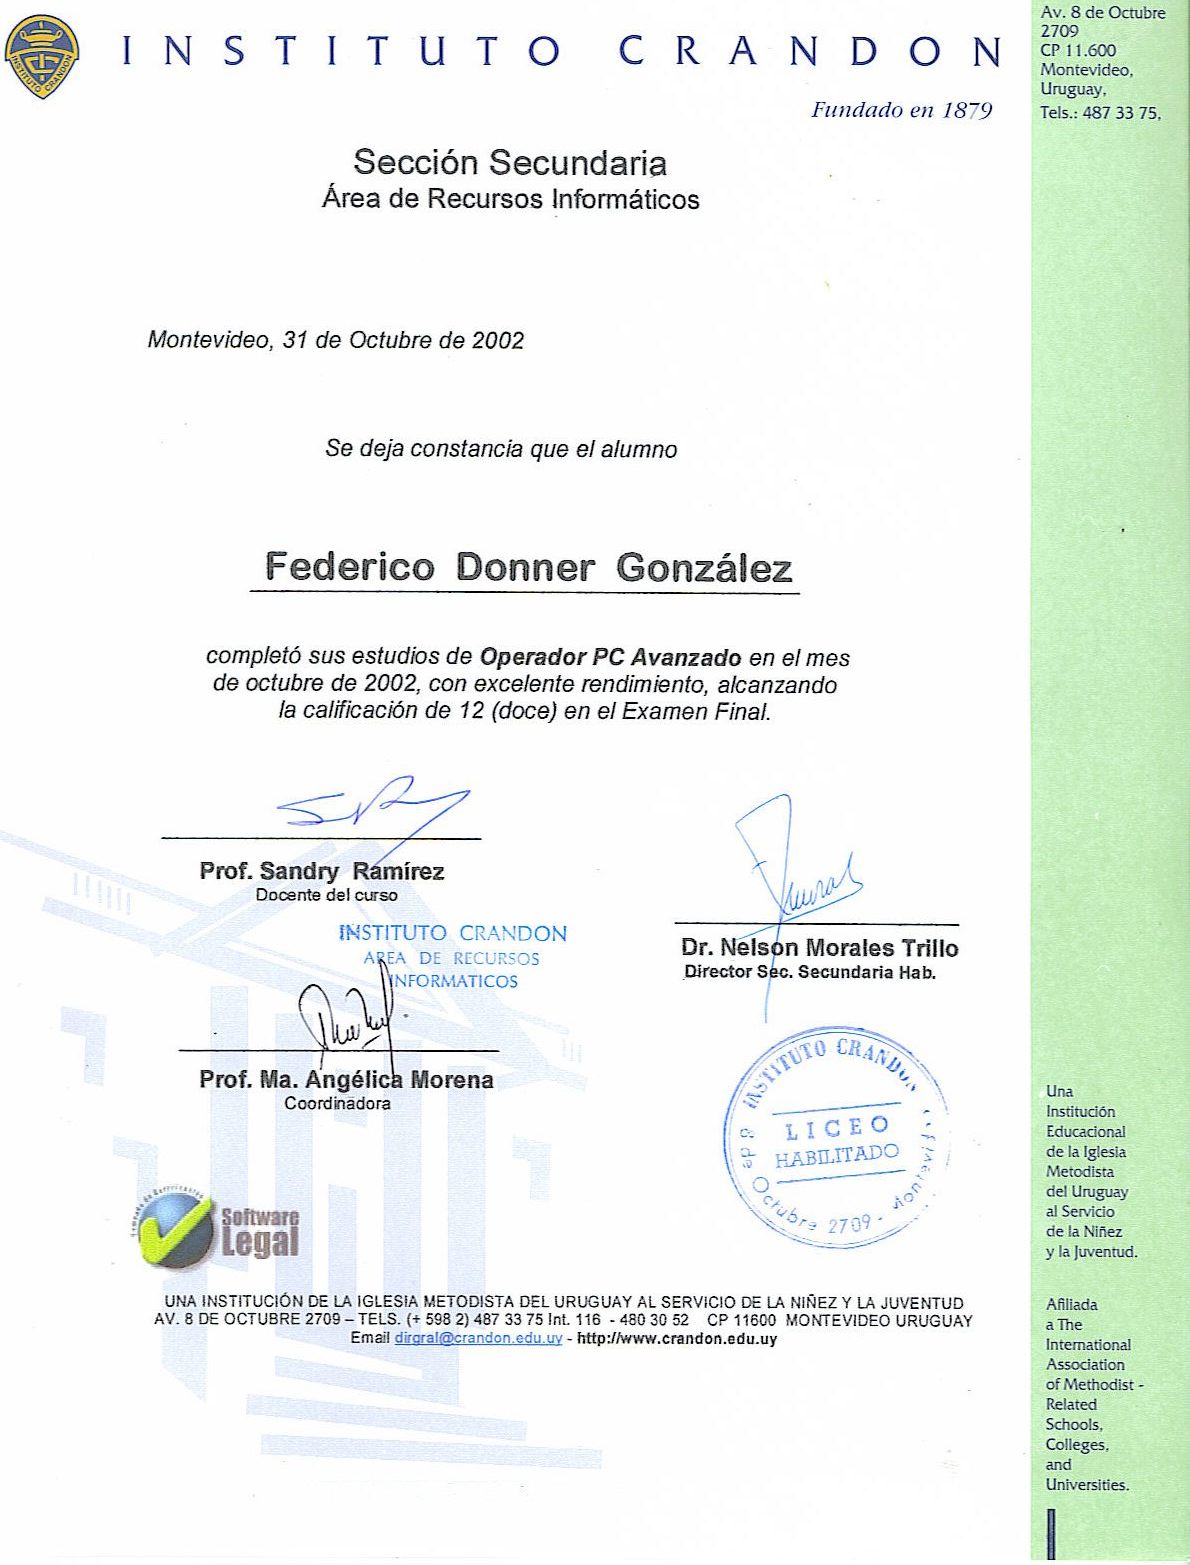 INSTITUTO CRANDON
INSTITUTO CRANDON
Fundado en 1879
Av. 8 de Octubre
2709
CP 11.600
Montevideo,
Uruguay,
Tels.: 487 33 75,
Sección Secundaria
Área de Recursos Informáticos
Montevideo, 31 de Octubre de 2002
Se deja constancia que el alumno
Federico Donner González
completó sus estudios de Operador PC Avanzado en el mes
de octubre de 2002, con excelente rendimiento, alcanzando
la calificación de 12 (doce) en el Examen Final.
Prof. Sandry Ramírez
Docente del curso
INSTITUTO CRANDON
AREA DE RECURSOS
INFORMATICOS
Prof. Ma. Angélica Morena
Coordinadora
Dr. Nelson Morales Trillo
Director Sec. Secundaria Hab.
INSTITUTO CRANDON
LICEO
HABILITADO
8 de Octubre 2709 - Montevideo
Software
Legal
UNA INSTITUCIÓN DE LA IGLESIA METODISTA DEL URUGUAY AL SERVICIO DE LA NIÑEZ Y LA JUVENTUD
AV. 8 DE OCTUBRE 2709 – TELS. (+ 598 2) 487 33 75 Int. 116 - 480 30 52 CP 11600 MONTEVIDEO URUGUAY
Email dirgral@crandon.edu.uy - http://www.crandon.edu.uy
Una
Institución
Educacional
de la Iglesia
Metodista
del Uruguay
al Servicio
de la Niñez
y la Juventud.
Afiliada
a The
International
Association
of Methodist -
Related
Schools,
Colleges,
and
Universities.